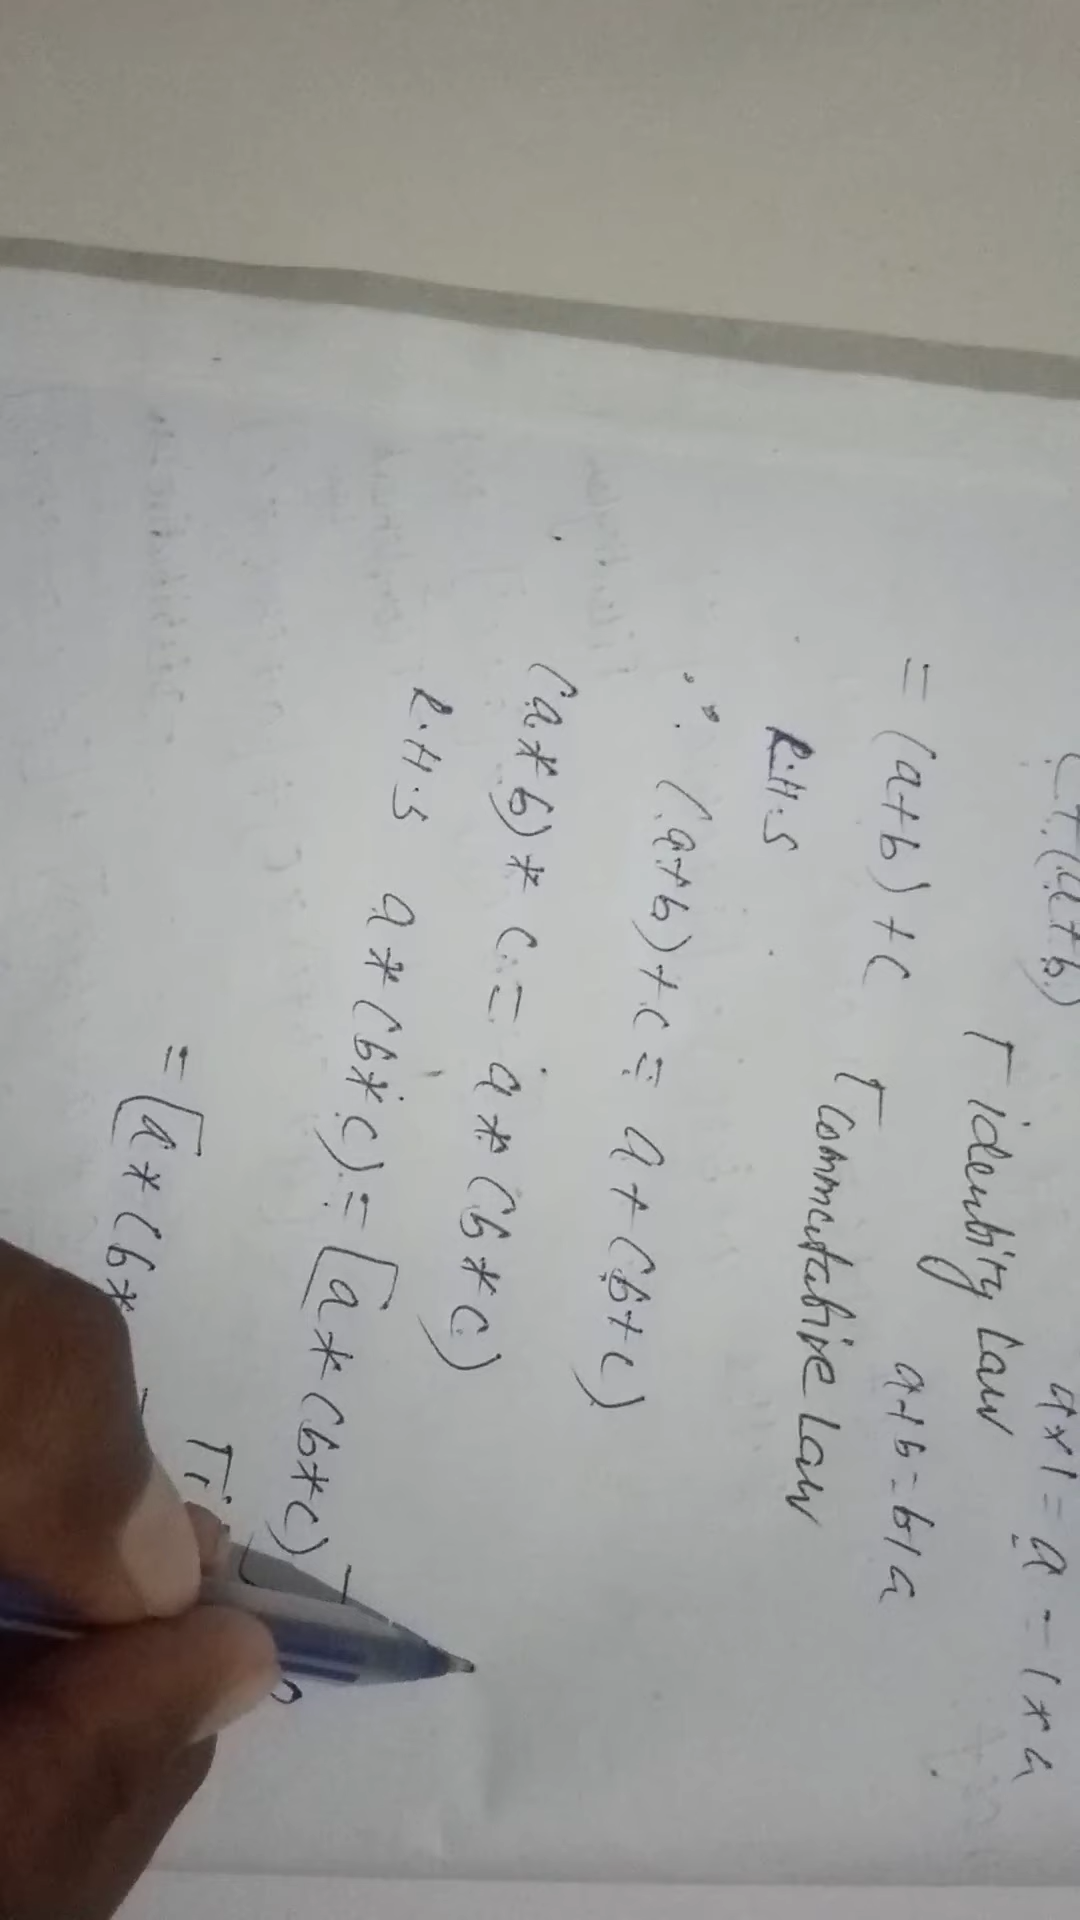 a*1 = a = 1*a
+(a+b)
[identity Law
a+b = b+a
= (a+b)+c [Commutative Law
R.H.S
∴ (a+b)+c = a+(b+c)
(a*b)*c = a*(b*c)
R.H.S a*(b*c) = [a*(b*c)
= [a*(b*